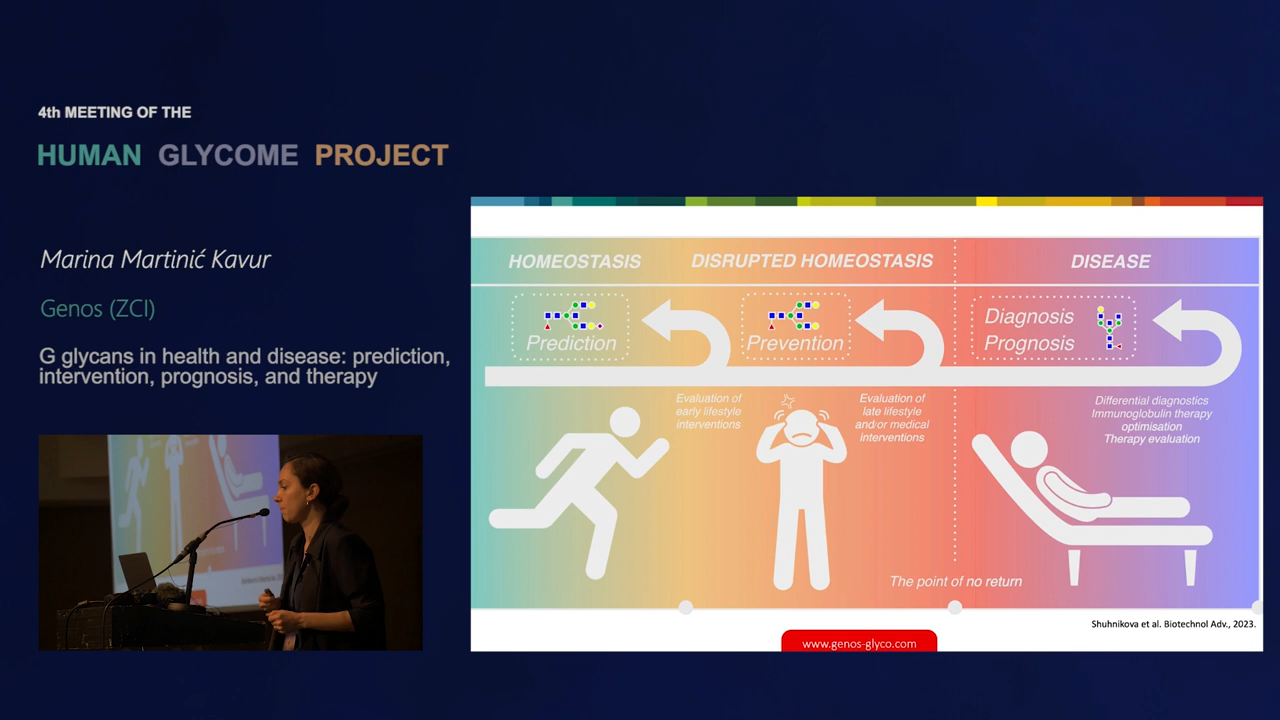 4th MEETING OF THE
HUMAN GLYCOME PROJECT
Marina Martinić Kavur
Genos (ZCI)
G glycans in health and disease: prediction,
intervention, prognosis, and therapy
HOMEOSTASIS
DISRUPTED HOMEOSTASIS
DISEASE
Prediction
Prevention
Diagnosis
Prognosis
Evaluation of
early lifestyle
interventions
Evaluation of
late lifestyle
and/or medical
interventions
Differential diagnostics
Immunoglobulin therapy
optimisation
Therapy evaluation
The point of no return
Shuhnikova et al. Biotechnol Adv., 2023.
www.genos-glyco.com